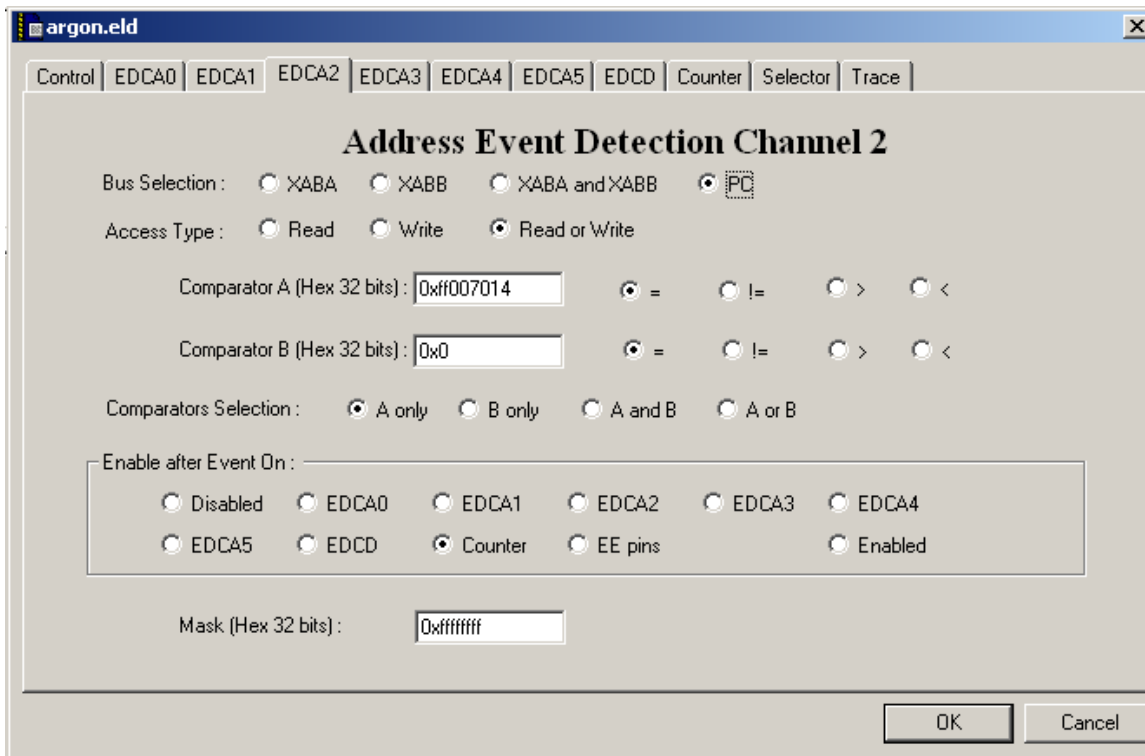 argon.eld
Control EDCA0 EDCA1 EDCA2 EDCA3 EDCA4 EDCA5 EDCD Counter Selector Trace
Address Event Detection Channel 2
Bus Selection : XABA XABB XABA and XABB PC
Access Type : Read Write Read or Write
Comparator A (Hex 32 bits) : 0xff007014 = != > <
Comparator B (Hex 32 bits) : 0x0 = != > <
Comparators Selection : A only B only A and B A or B
Enable after Event On :
Disabled EDCA0 EDCA1 EDCA2 EDCA3 EDCA4
EDCA5 EDCD Counter EE pins Enabled
Mask (Hex 32 bits) : 0xffffffff
OK Cancel